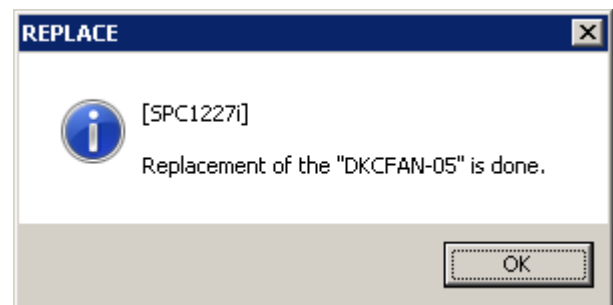 REPLACE
[SPC1227i]
Replacement of the "DKCFAN-05" is done.
OK